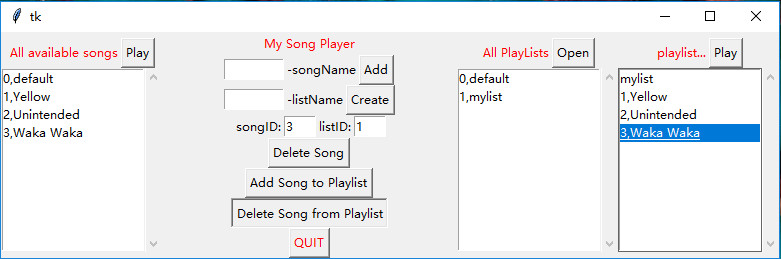 tk
All available songs Play
0,default
1,Yellow
2,Unintended
3,Waka Waka
My Song Player
-songName Add
-listName Create
songID: 3 listID: 1
Delete Song
Add Song to Playlist
Delete Song from Playlist
QUIT
All PlayLists Open
0,default
1,mylist
playlist... Play
mylist
1,Yellow
2,Unintended
3,Waka Waka